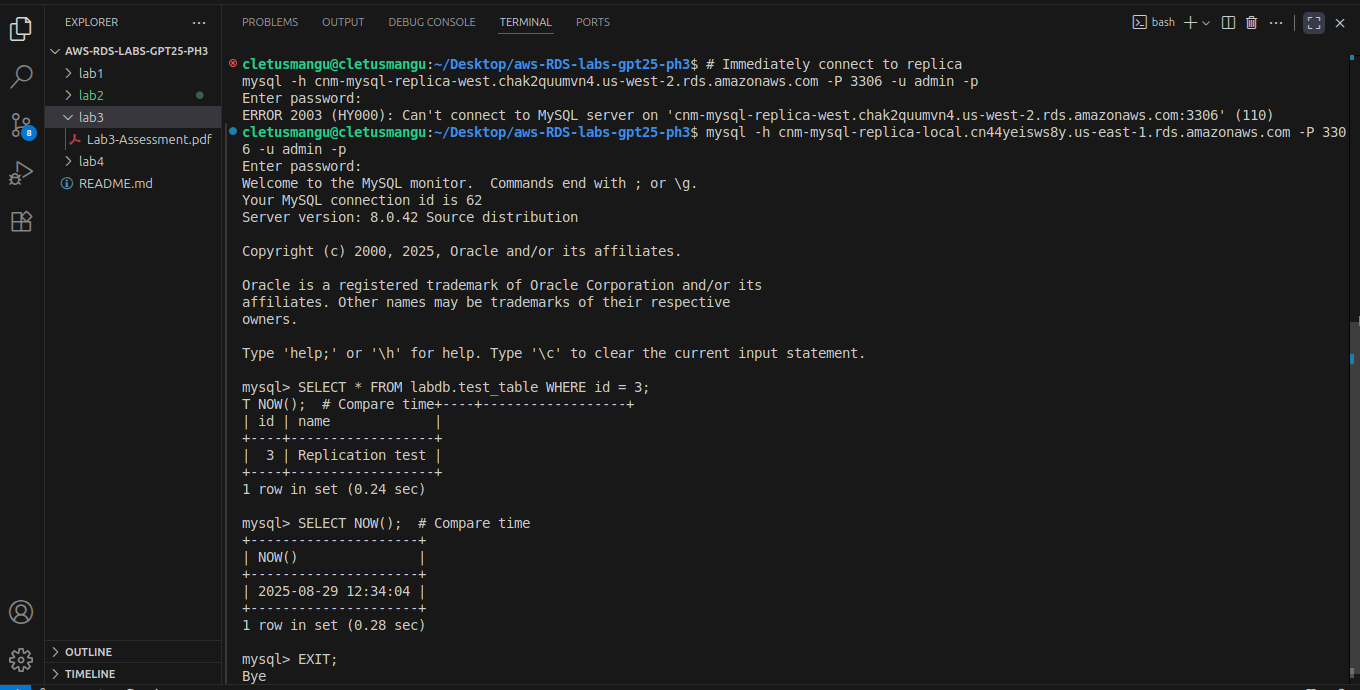 EXPLORER
PROBLEMS OUTPUT DEBUG CONSOLE TERMINAL PORTS
bash
AWS-RDS-LABS-GPT25-PH3
lab1
lab2
lab3
Lab3-Assessment.pdf
lab4
README.md
8
OUTLINE
TIMELINE
cletusmangu@cletusmangu:~/Desktop/aws-RDS-labs-gpt25-ph3$ # Immediately connect to replica
mysql -h cnm-mysql-replica-west.chak2quumvn4.us-west-2.rds.amazonaws.com -P 3306 -u admin -p
Enter password:
ERROR 2003 (HY000): Can't connect to MySQL server on 'cnm-mysql-replica-west.chak2quumvn4.us-west-2.rds.amazonaws.com:3306' (110)
cletusmangu@cletusmangu:~/Desktop/aws-RDS-labs-gpt25-ph3$ mysql -h cnm-mysql-replica-local.cn44yeisws8y.us-east-1.rds.amazonaws.com -P 330
6 -u admin -p
Enter password:
Welcome to the MySQL monitor.  Commands end with ; or \g.
Your MySQL connection id is 62
Server version: 8.0.42 Source distribution
Copyright (c) 2000, 2025, Oracle and/or its affiliates.
Oracle is a registered trademark of Oracle Corporation and/or its
affiliates. Other names may be trademarks of their respective
owners.
Type 'help;' or '\h' for help. Type '\c' to clear the current input statement.
mysql> SELECT * FROM labdb.test_table WHERE id = 3;
T NOW();  # Compare time+----+------------------+
| id | name             |
+----+------------------+
|  3 | Replication test |
+----+------------------+
1 row in set (0.24 sec)
mysql> SELECT NOW();  # Compare time
+---------------------+
| NOW()               |
+---------------------+
| 2025-08-29 12:34:04 |
+---------------------+
1 row in set (0.28 sec)
mysql> EXIT;
Bye